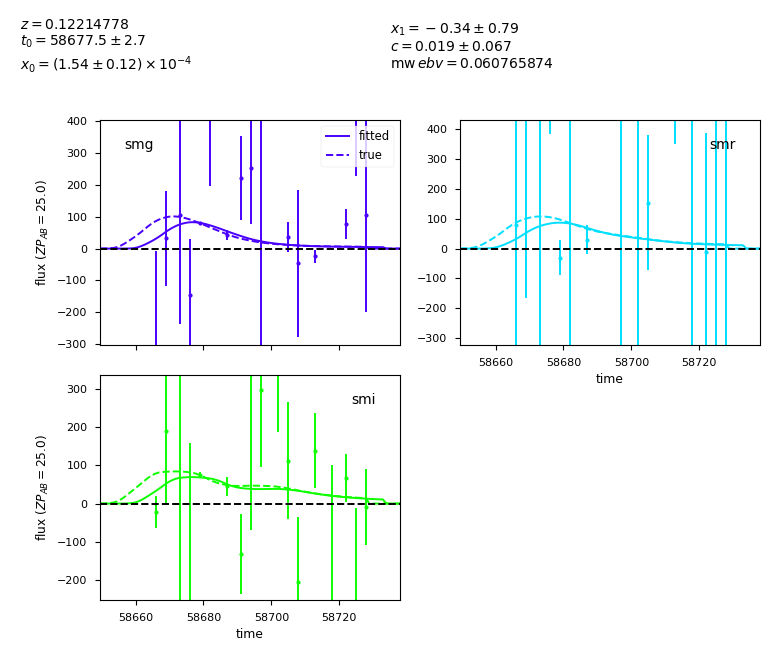 z = 0.12214778
t₀ = 58677.5 ± 2.7
x₀ = (1.54 ± 0.12) × 10⁻⁴
x₁ = −0.34 ± 0.79
c = 0.019 ± 0.067
mw ebv = 0.060765874
smg
fitted
true
400
300
200
100
0
−100
−200
−300
flux (ZP_AB = 25.0)
smr
400
300
200
100
0
−100
−200
−300
58660 58680 58700 58720
time
smi
300
200
100
0
−100
−200
flux (ZP_AB = 25.0)
58660 58680 58700 58720
time